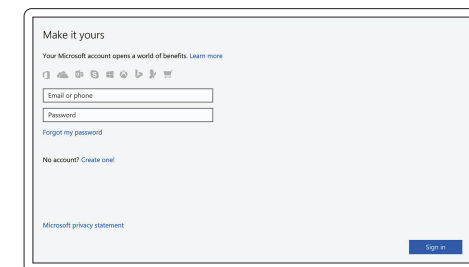 Make it yours
Your Microsoft account opens a world of benefits. Learn more
Email or phone
Password
Forgot my password
No account? Create one!
Microsoft privacy statement
Sign in